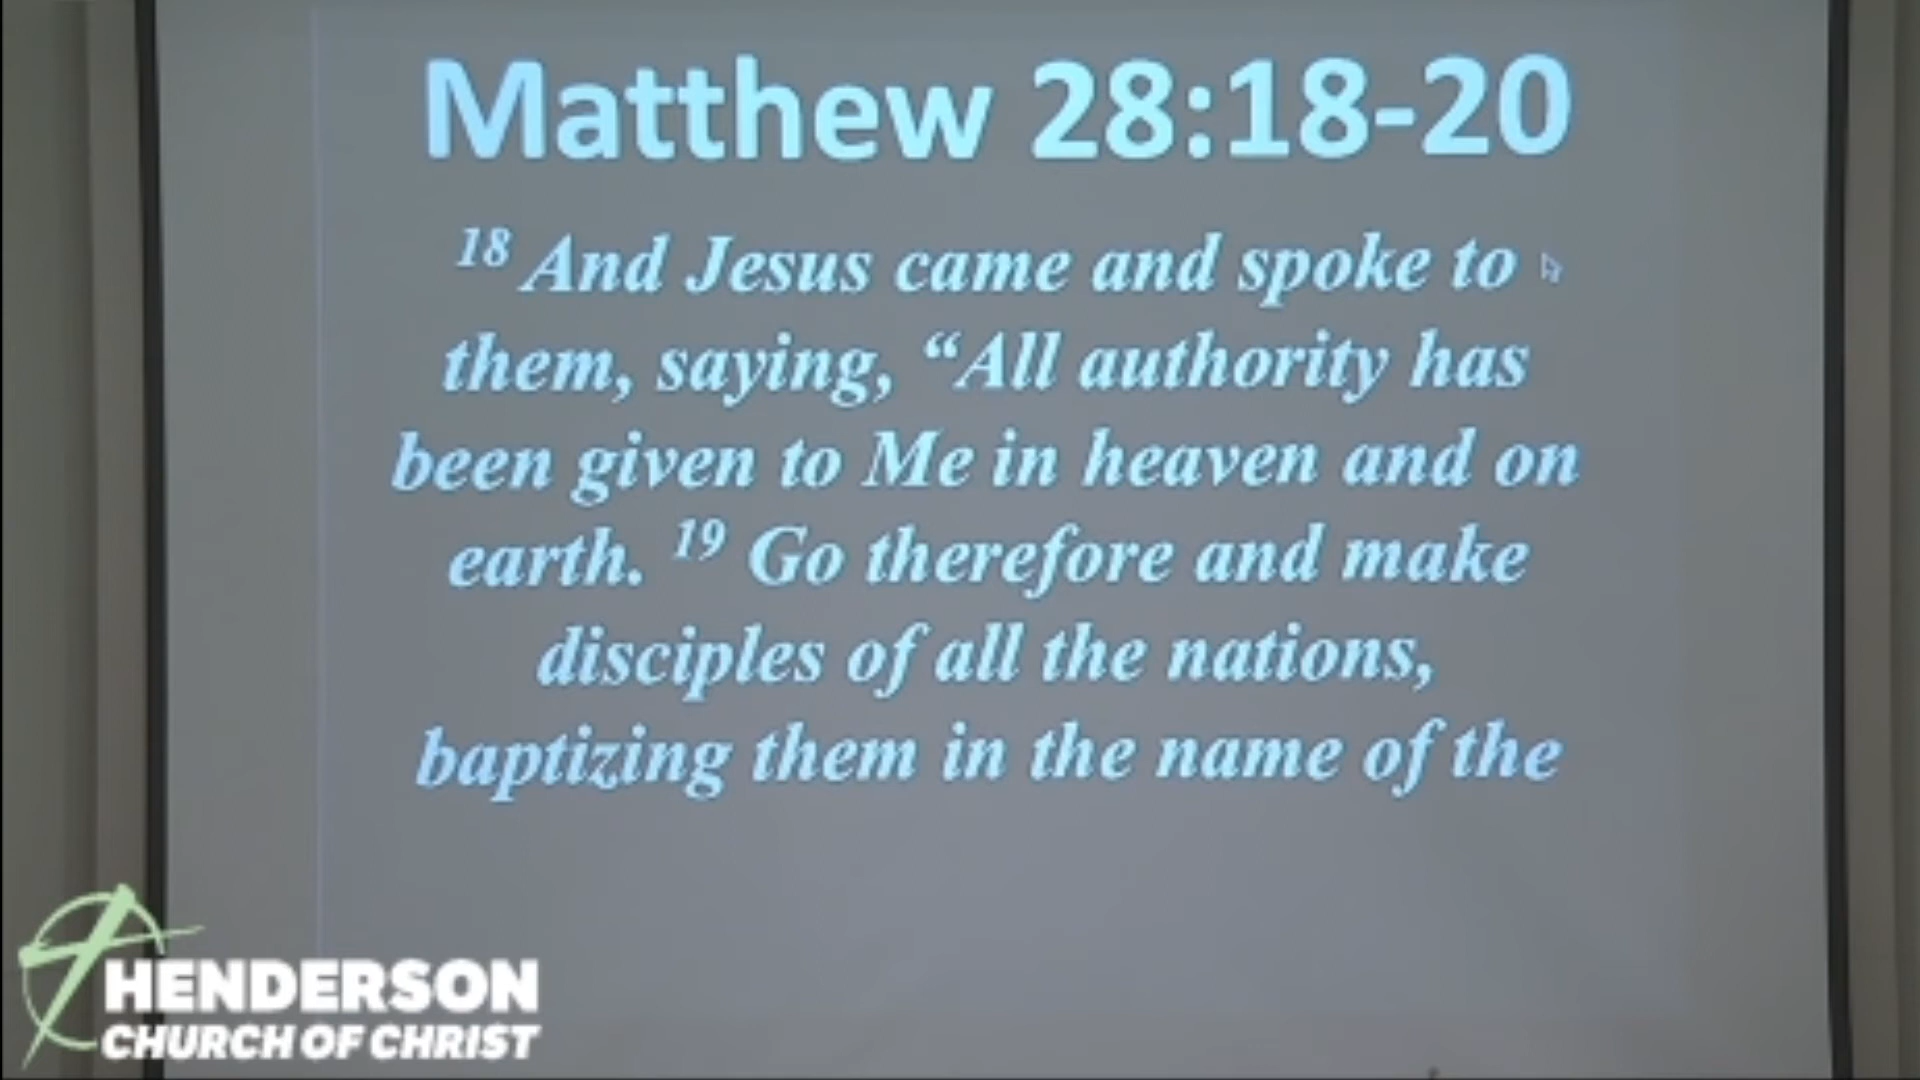 Matthew 28:18-20
18 And Jesus came and spoke to
them, saying, “All authority has
been given to Me in heaven and on
earth. 19 Go therefore and make
disciples of all the nations,
baptizing them in the name of the
HENDERSON
CHURCH OF CHRIST